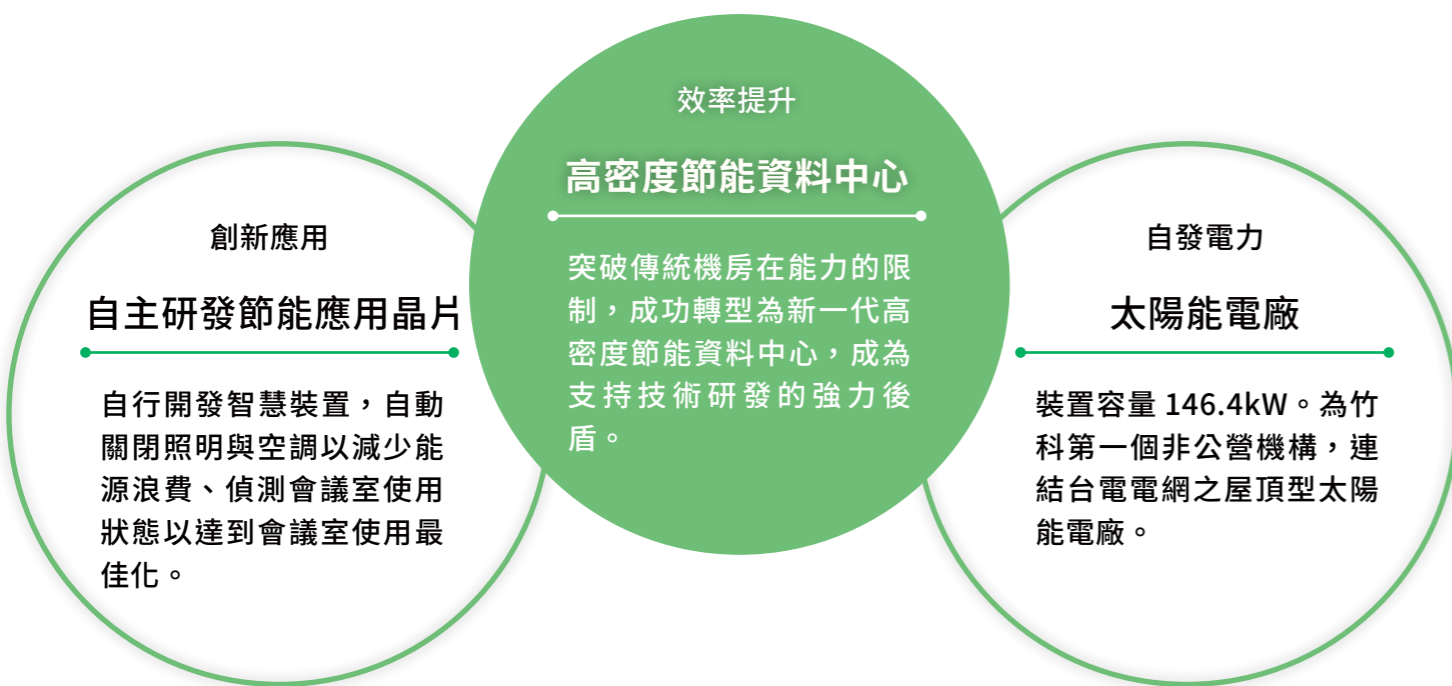 創新應用
自主研發節能應用晶片
自行開發智慧裝置，自動
關閉照明與空調以減少能
源浪費、偵測會議室使用
狀態以達到會議室使用最
佳化。
效率提升
高密度節能資料中心
突破傳統機房在能力的限
制，成功轉型為新一代高
密度節能資料中心，成為
支持技術研發的強力後
盾。
自發電力
太陽能電廠
裝置容量 146.4kW。為竹
科第一個非公營機構，連
結台電電網之屋頂型太陽
能電廠。